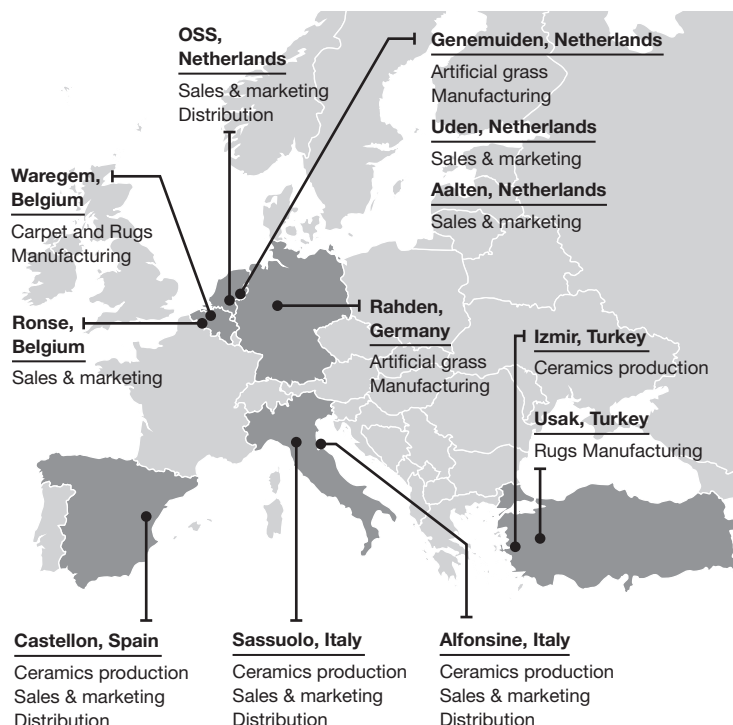 OSS,
Netherlands
Sales & marketing
Distribution
Genemuiden, Netherlands
Artificial grass
Manufacturing
Uden, Netherlands
Sales & marketing
Aalten, Netherlands
Sales & marketing
Waregem,
Belgium
Carpet and Rugs
Manufacturing
Ronse,
Belgium
Sales & marketing
Rahden,
Germany
Artificial grass
Manufacturing
Izmir, Turkey
Ceramics production
Usak, Turkey
Rugs Manufacturing
Castellon, Spain
Ceramics production
Sales & marketing
Distribution
Sassuolo, Italy
Ceramics production
Sales & marketing
Distribution
Alfonsine, Italy
Ceramics production
Sales & marketing
Distribution